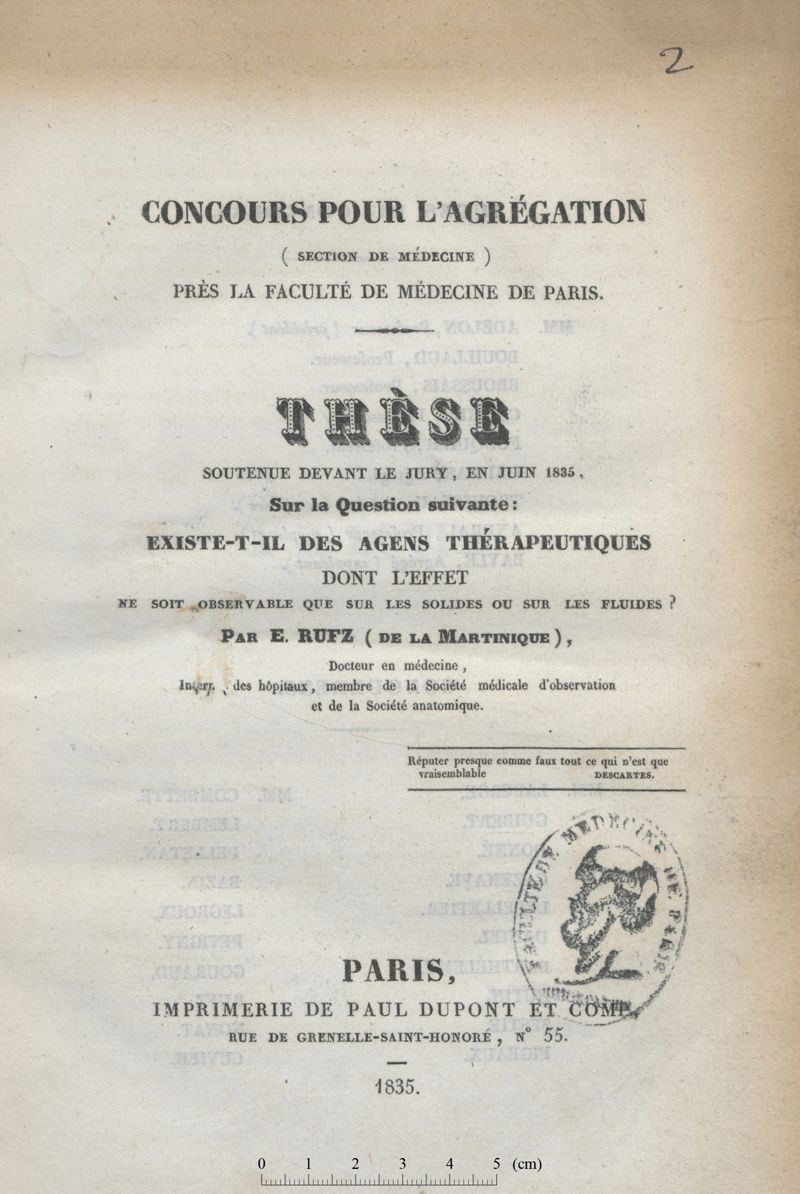 2
CONCOURS POUR L'AGRÉGATION
( SECTION DE MÉDECINE )
PRÈS LA FACULTÉ DE MÉDECINE DE PARIS.
THÈSE
SOUTENUE DEVANT LE JURY, EN JUIN 1835,
Sur la Question suivante :
EXISTE-T-IL DES AGENS THÉRAPEUTIQUES
DONT L'EFFET
NE SOIT OBSERVABLE QUE SUR LES SOLIDES OU SUR LES FLUIDES ?
PAR E. RUFZ ( DE LA MARTINIQUE ),
Docteur en médecine,
des hôpitaux, membre de la Société médicale d'observation
et de la Société anatomique.
Réputer presque comme faux tout ce qui n'est que
vraisemblable DESCARTES.
FACULTÉ DE MEDECINE DE PARIS
PARIS,
IMPRIMERIE DE PAUL DUPONT ET COMP.,
RUE DE GRENELLE-SAINT-HONORÉ, N° 55.
1835.
0 1 2 3 4 5 (cm)